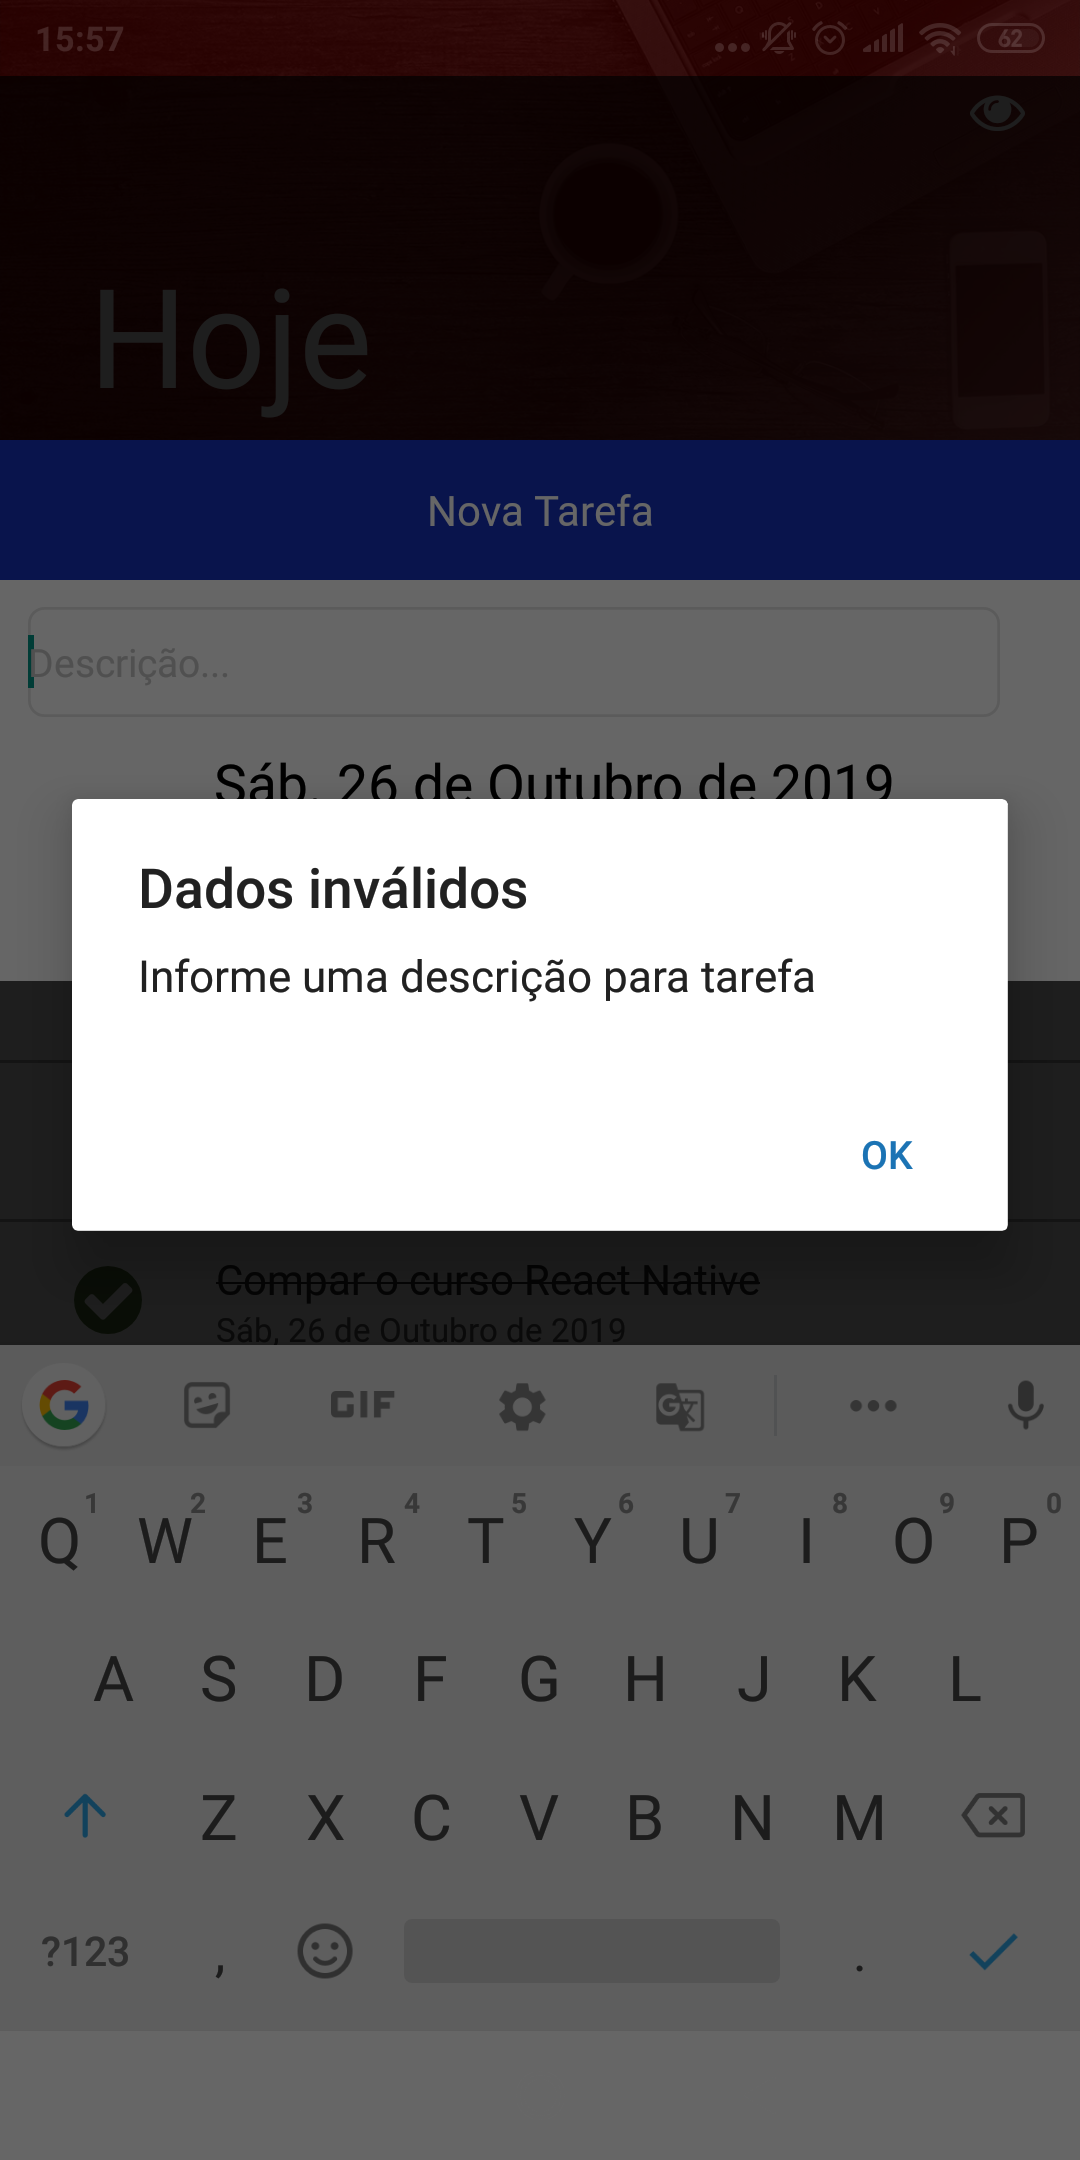 15:57
62
Hoje
Nova Tarefa
Descrição...
Sáb, 26 de Outubro de 2019
Dados inválidos
Informe uma descrição para tarefa
OK
Compar o curso React Native
Sáb, 26 de Outubro de 2019
G GIF G
1 2 3 4 5 6 7 8 9 0
Q W E R T Y U I O P
A S D F G H J K L
Z X C V B N M
?123 , .